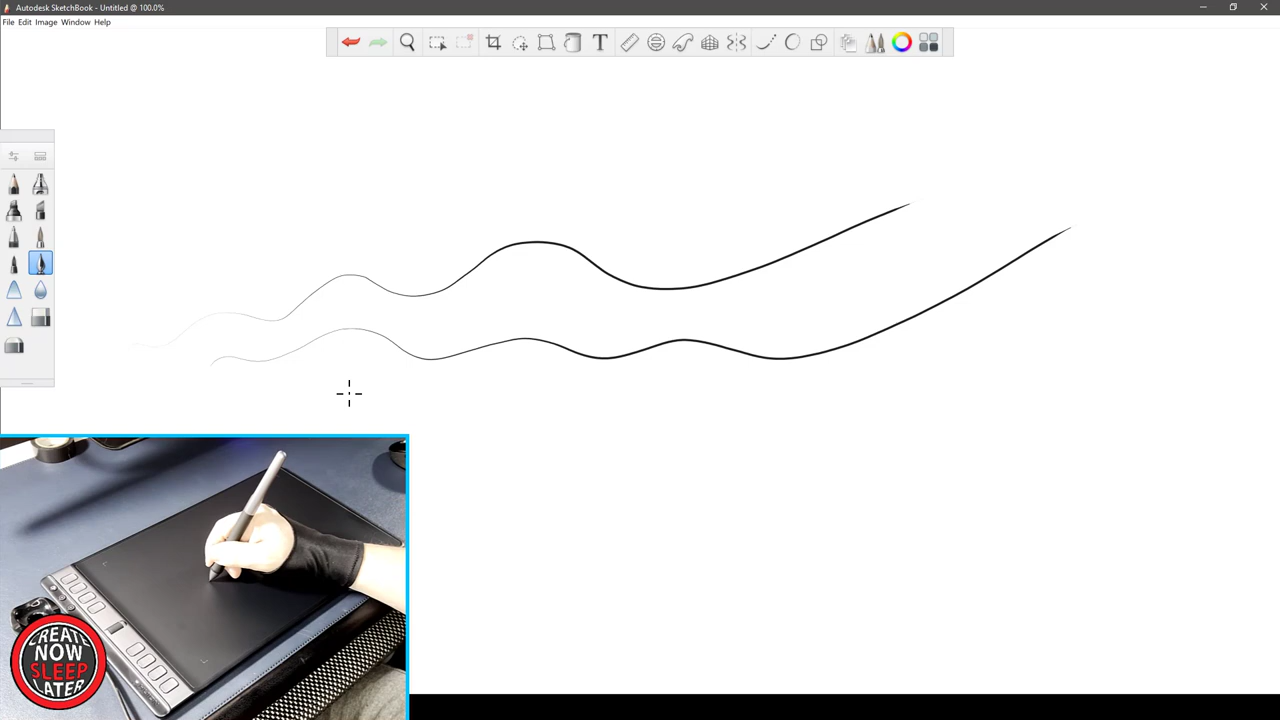 Autodesk SketchBook - Untitled @ 100.0%
File Edit Image Window Help
T
CREATE
NOW
SLEEP
LATER